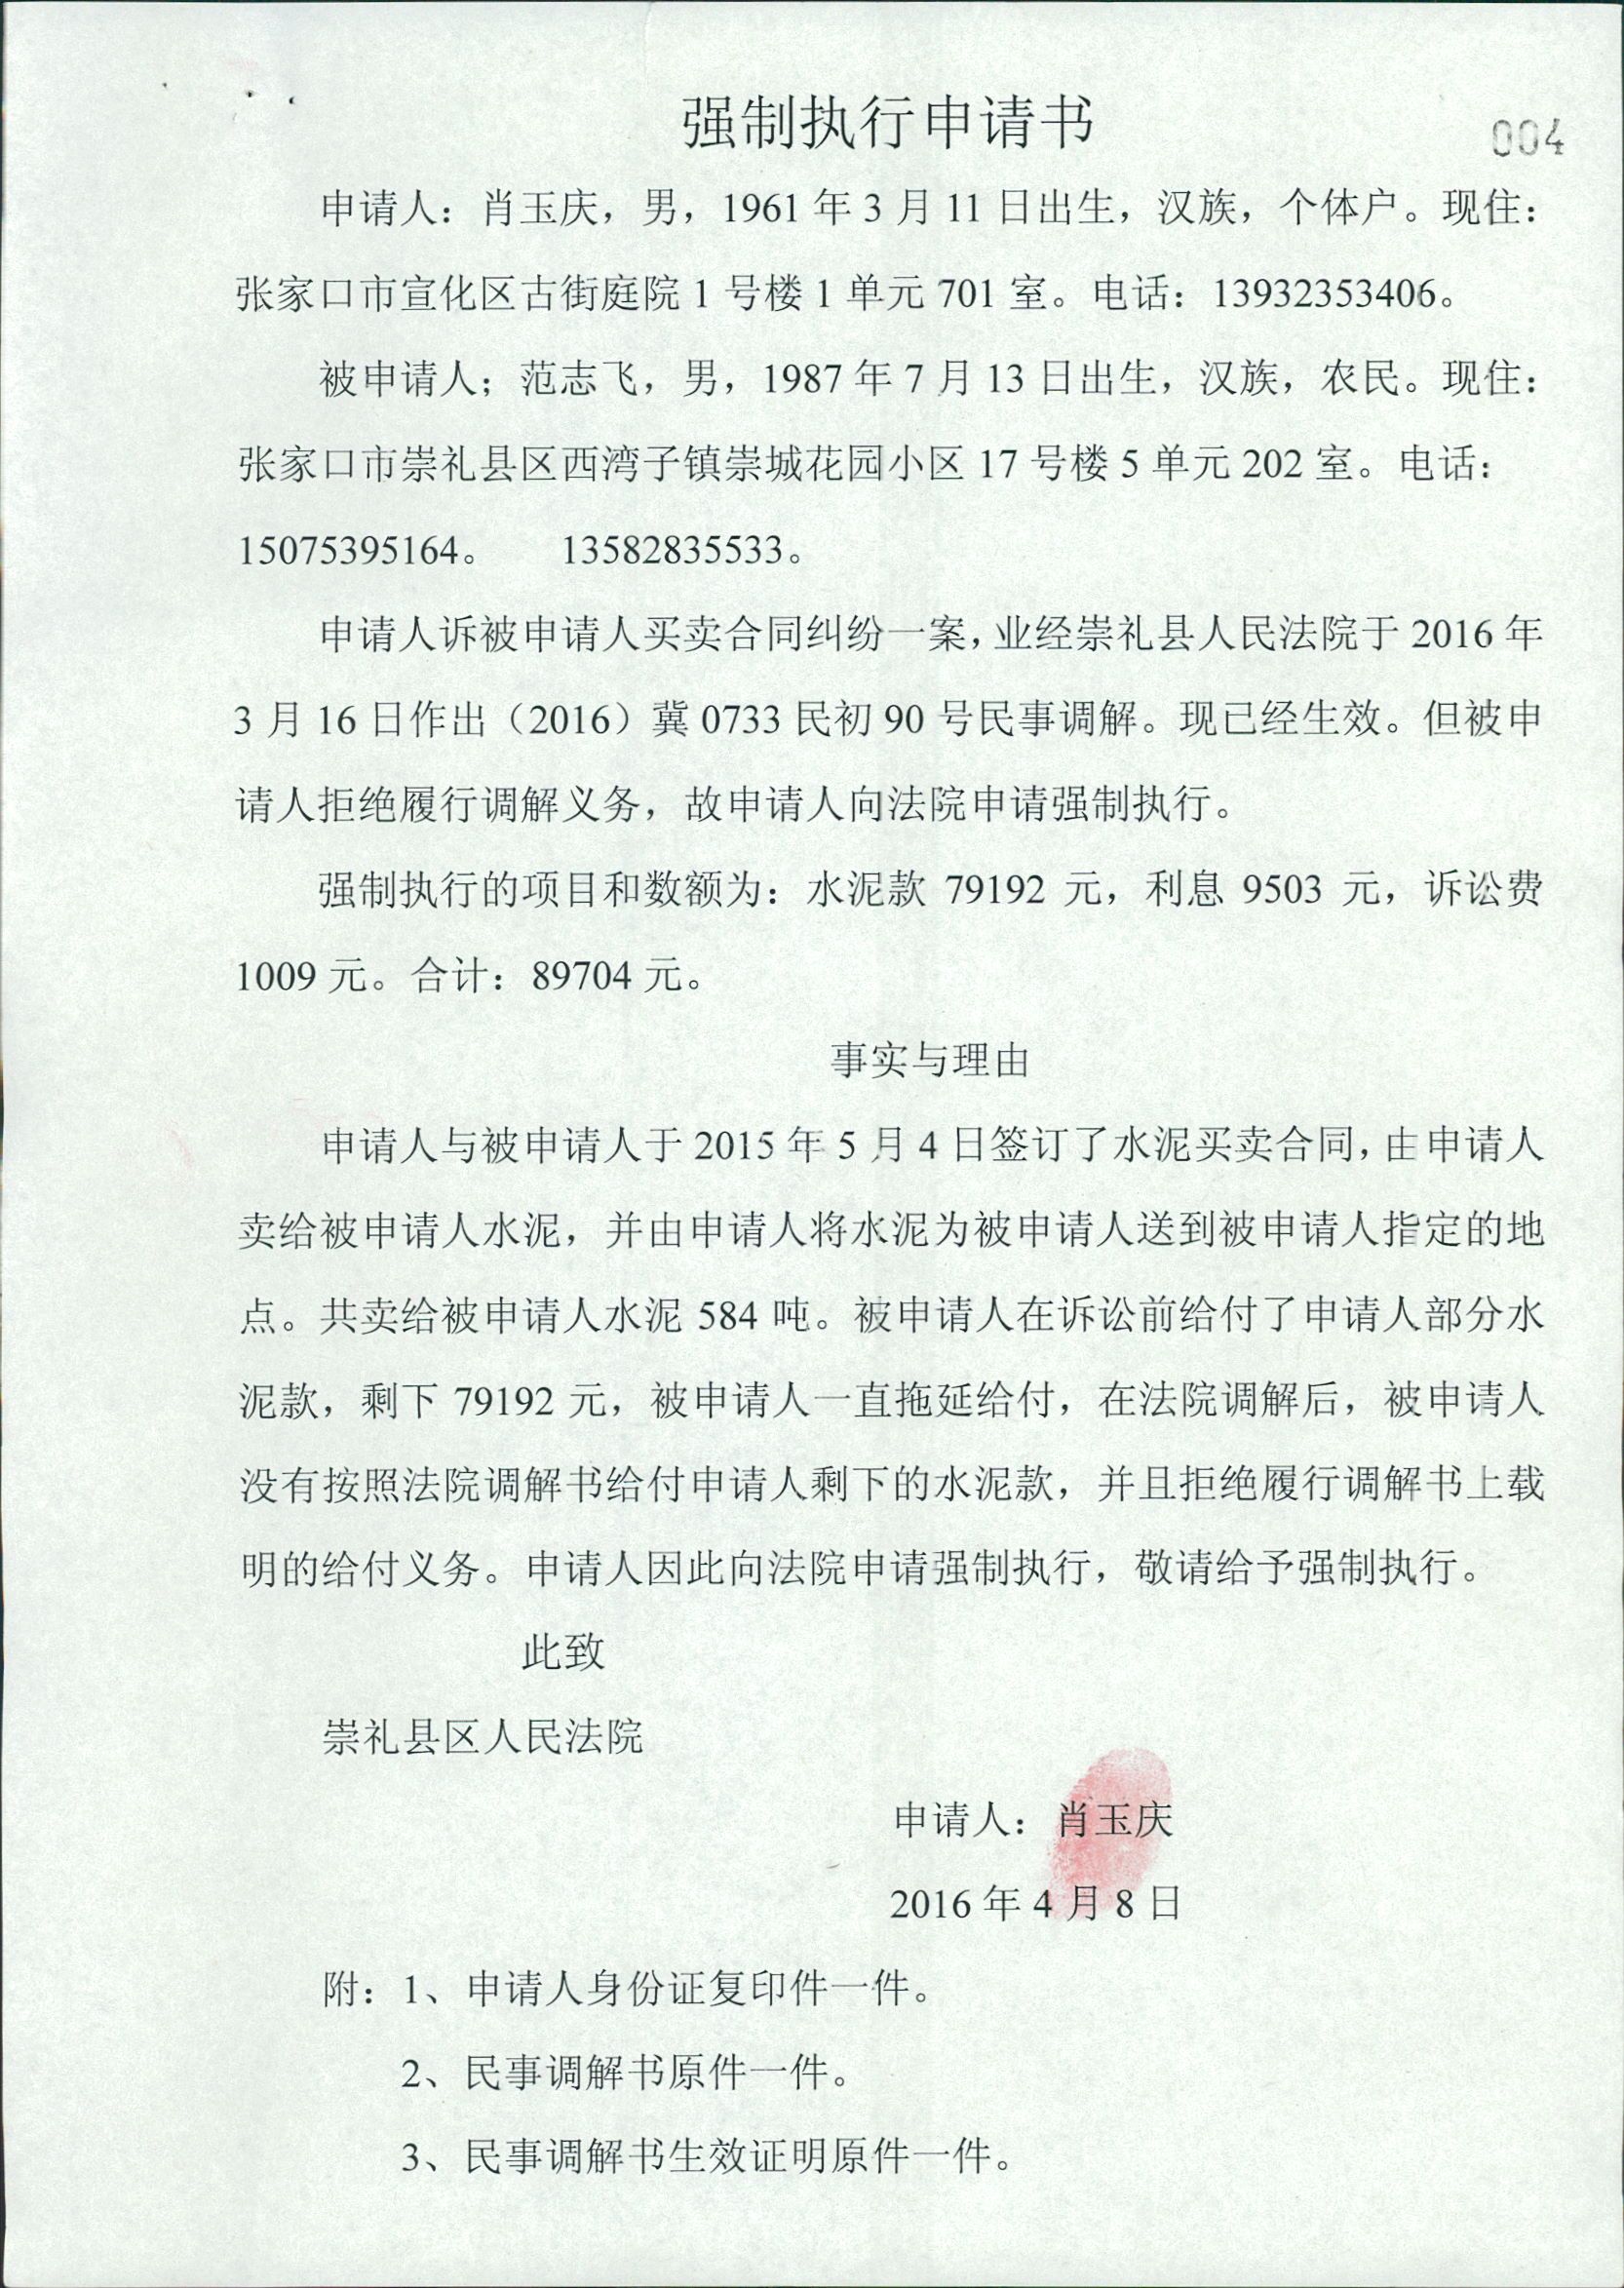 强制执行申请书
004
申请人：肖玉庆，男，1961 年 3 月 11 日出生，汉族，个体户。现住：
张家口市宣化区古街庭院 1 号楼 1 单元 701 室。电话：13932353406。
被申请人；范志飞，男，1987 年 7 月 13 日出生，汉族，农民。现住：
张家口市崇礼县区西湾子镇崇城花园小区 17 号楼 5 单元 202 室。电话：
15075395164。 13582835533。
申请人诉被申请人买卖合同纠纷一案，业经崇礼县人民法院于 2016 年
3 月 16 日作出（2016）冀 0733 民初 90 号民事调解。现已经生效。但被申
请人拒绝履行调解义务，故申请人向法院申请强制执行。
强制执行的项目和数额为：水泥款 79192 元，利息 9503 元，诉讼费
1009 元。合计：89704 元。
事实与理由
申请人与被申请人于 2015 年 5 月 4 日签订了水泥买卖合同，由申请人
卖给被申请人水泥，并由申请人将水泥为被申请人送到被申请人指定的地
点。共卖给被申请人水泥 584 吨。被申请人在诉讼前给付了申请人部分水
泥款，剩下 79192 元，被申请人一直拖延给付，在法院调解后，被申请人
没有按照法院调解书给付申请人剩下的水泥款，并且拒绝履行调解书上载
明的给付义务。申请人因此向法院申请强制执行，敬请给予强制执行。
此致
崇礼县区人民法院
申请人：肖玉庆
2016 年 4 月 8 日
附：1、申请人身份证复印件一件。
2、民事调解书原件一件。
3、民事调解书生效证明原件一件。